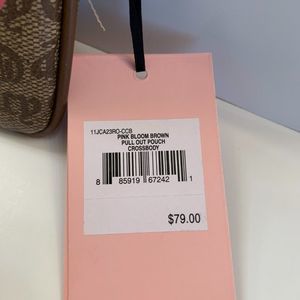 11JCA23RO-CCB
PINK BLOOM BROWN
PULL OUT POUCH
CROSSBODY
8 85919 67242 1
$79.00